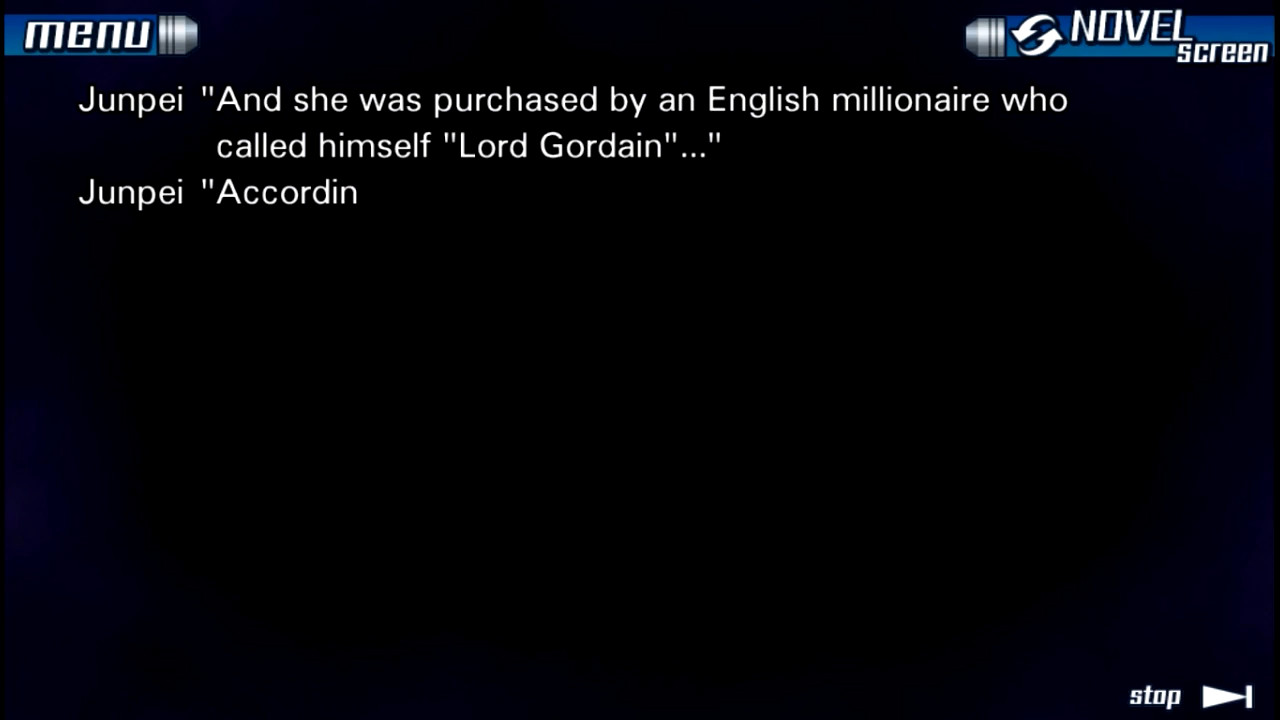 menu
NOVEL
screen
Junpei "And she was purchased by an English millionaire who
called himself "Lord Gordain"..."
Junpei "Accordin
stop